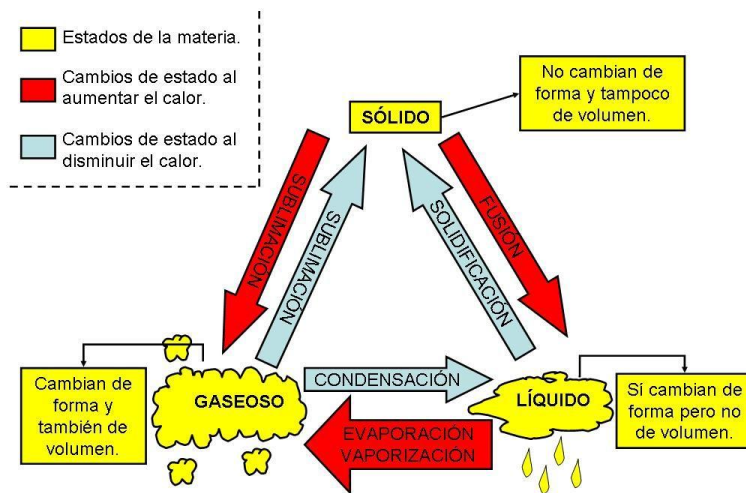 Estados de la materia.
Cambios de estado al
aumentar el calor.
Cambios de estado al
disminuir el calor.
No cambian de
forma y tampoco
de volumen.
SÓLIDO
SUBLIMACIÓN
SUBLIMACIÓN
SOLIDIFICACIÓN
FUSIÓN
Cambian de
forma y
también de
volumen.
GASEOSO
CONDENSACIÓN
EVAPORACIÓN
VAPORIZACIÓN
LÍQUIDO
Sí cambian de
forma pero no
de volumen.